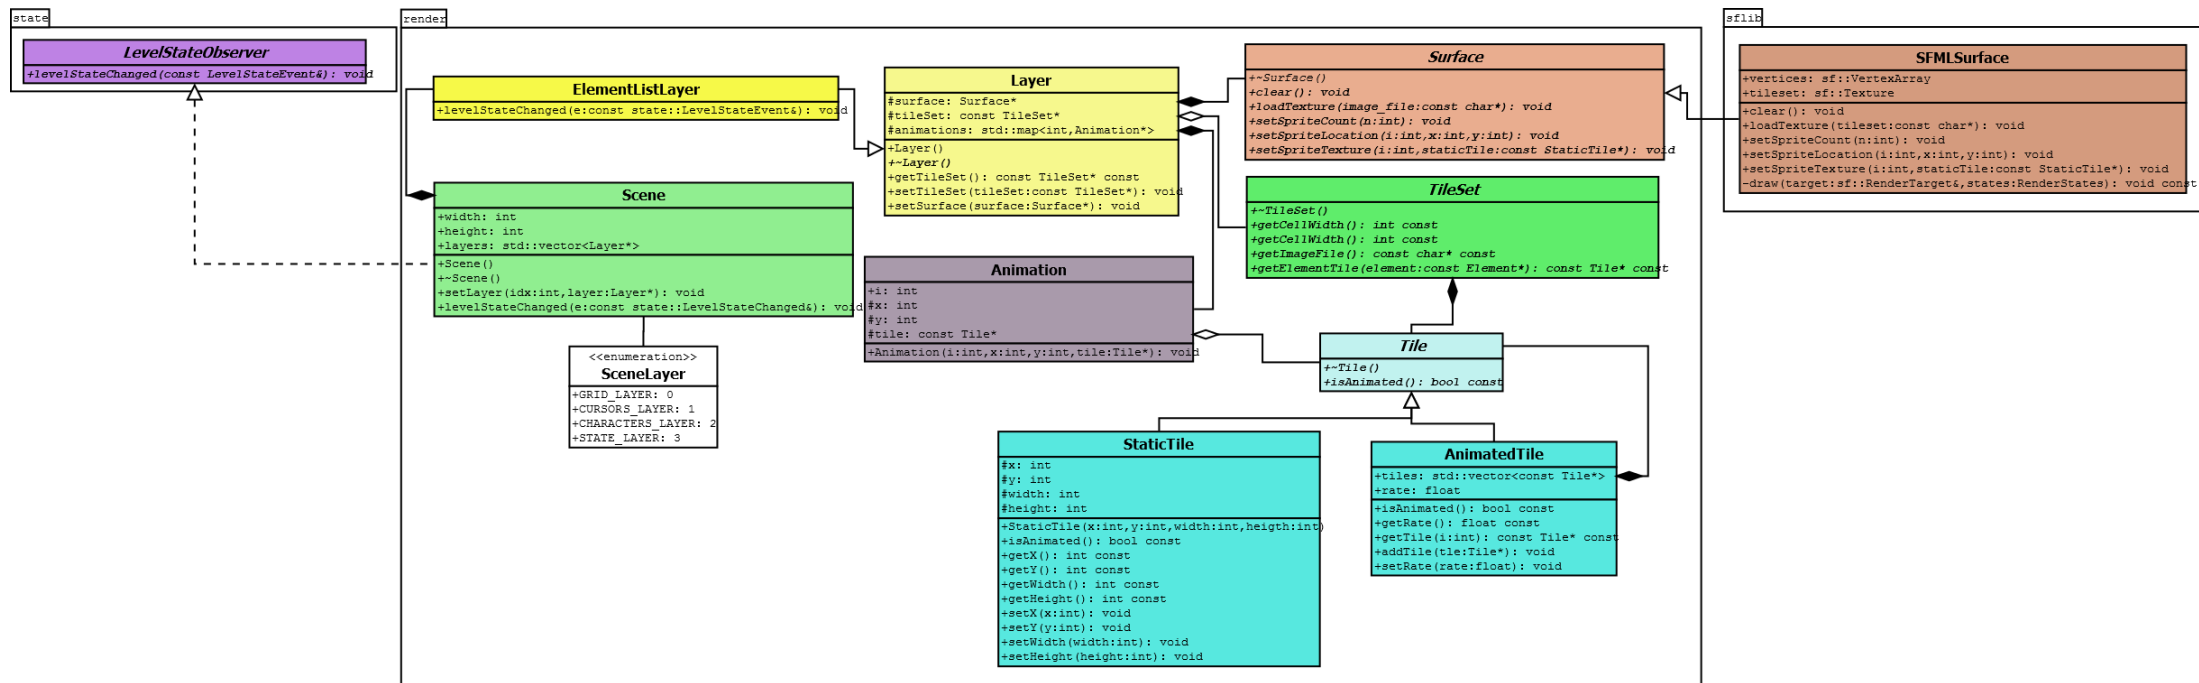 state
LevelStateObserver
+levelStateChanged(const LevelStateEvent&): void
render
ElementListLayer
+levelStateChanged(e:const state::LevelStateEvent&): void
Scene
+width: int
+height: int
+layers: std::vector<Layer*>
+Scene()
+~Scene()
+setLayer(idx:int,layer:Layer*): void
+levelStateChanged(e:const state::LevelStateChanged&): void
<<enumeration>>
SceneLayer
+GRID_LAYER: 0
+CURSORS_LAYER: 1
+CHARACTERS_LAYER: 2
+STATE_LAYER: 3
Layer
#surface: Surface*
#tileSet: const TileSet*
#animations: std::map<int,Animation*>
+Layer()
+~Layer()
+getTileSet(): const TileSet* const
+setTileSet(tileSet:const TileSet*): void
+setSurface(surface:Surface*): void
Animation
+i: int
#x: int
#y: int
#tile: const Tile*
+Animation(i:int,x:int,y:int,tile:Tile*): void
Surface
+~Surface()
+clear(): void
+loadTexture(image_file:const char*): void
+setSpriteCount(n:int): void
+setSpriteLocation(i:int,x:int,y:int): void
+setSpriteTexture(i:int,staticTile:const StaticTile*): void
TileSet
+~TileSet()
+getCellWidth(): int const
+getCellWidth(): int const
+getImageFile(): const char* const
+getElementTile(element:const Element*): const Tile* const
Tile
+~Tile()
+isAnimated(): bool const
StaticTile
#x: int
#y: int
#width: int
#height: int
+StaticTile(x:int,y:int,width:int,heigth:int)
+isAnimated(): bool const
+getX(): int const
+getY(): int const
+getWidth(): int const
+getHeight(): int const
+setX(x:int): void
+setY(y:int): void
+setWidth(width:int): void
+setHeight(height:int): void
AnimatedTile
+tiles: std::vector<const Tile*>
+rate: float
+isAnimated(): bool const
+getRate(): float const
+getTile(i:int): const Tile* const
+addTile(tle:Tile*): void
+setRate(rate:float): void
sflib
SFMLSurface
+vertices: sf::VertexArray
+tileset: sf::Texture
+clear(): void
+loadTexture(tileset:const char*): void
+setSpriteCount(n:int): void
+setSpriteLocation(i:int,x:int,y:int): void
+setSpriteTexture(i:int,staticTile:const StaticTile*): void
-draw(target:sf::RenderTarget&,states:RenderStates): void const